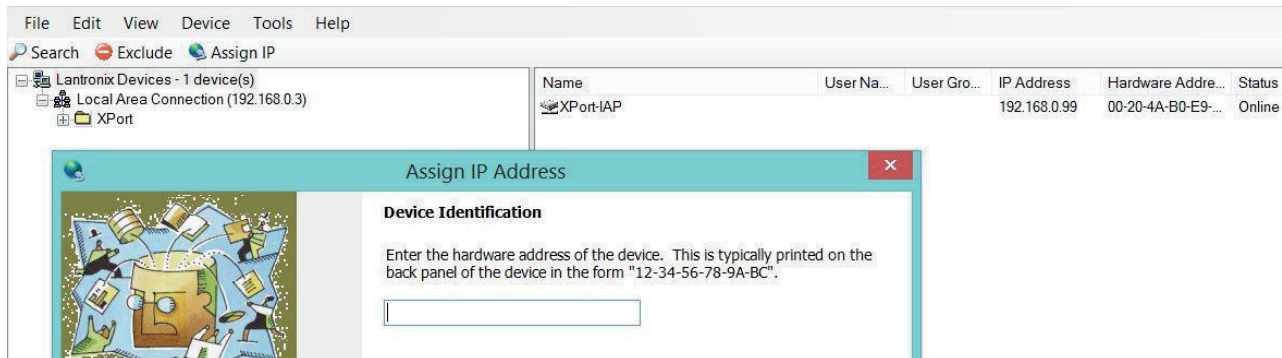 File Edit View Device Tools Help
Search Exclude Assign IP
Lantronix Devices - 1 device(s)
Local Area Connection (192.168.0.3)
XPort
Name User Na... User Gro... IP Address Hardware Addre... Status
XPort-IAP 192.168.0.99 00-20-4A-B0-E9-... Online
Assign IP Address
Device Identification
Enter the hardware address of the device. This is typically printed on the
back panel of the device in the form "12-34-56-78-9A-BC".